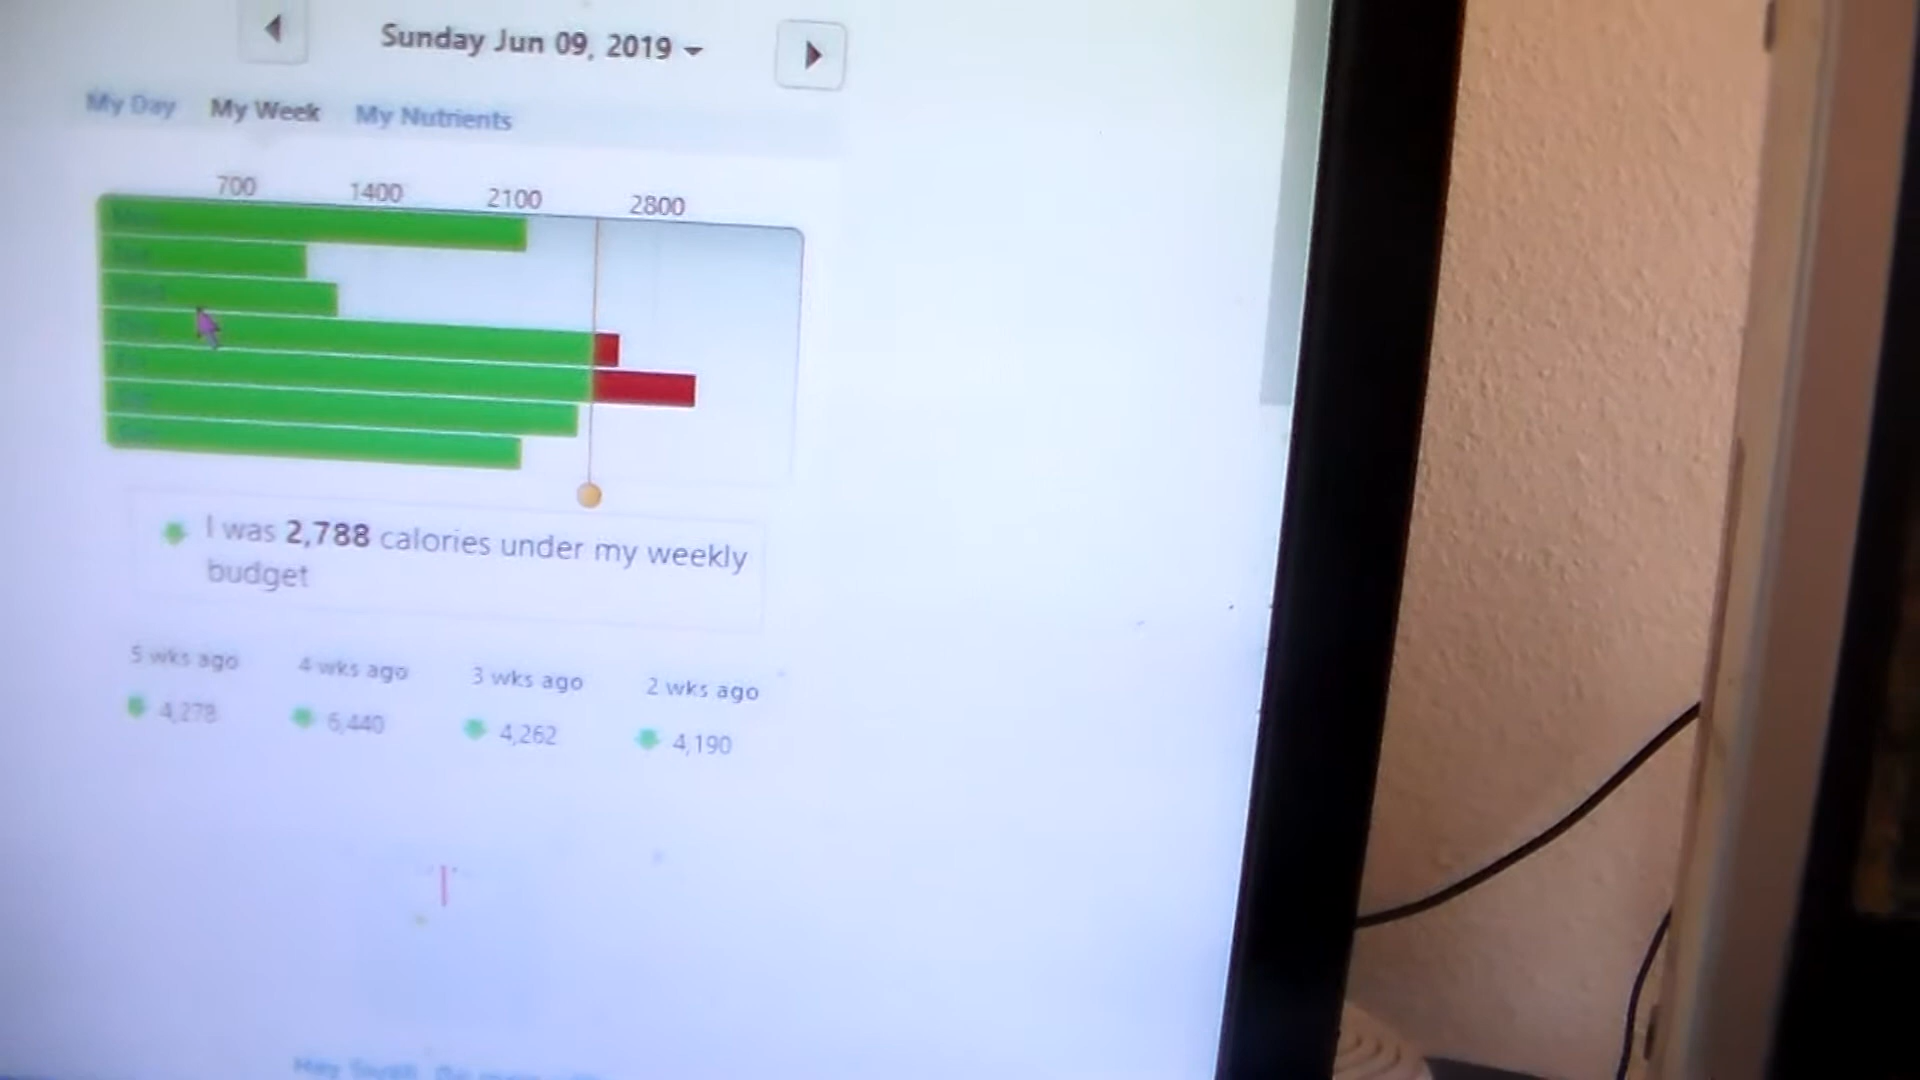 Sunday Jun 09, 2019
My Day My Week My Nutrients
700 1400 2100 2800
I was 2,788 calories under my weekly
budget
5 wks ago 4 wks ago 3 wks ago 2 wks ago
4,278 6,440 4,262 4,190